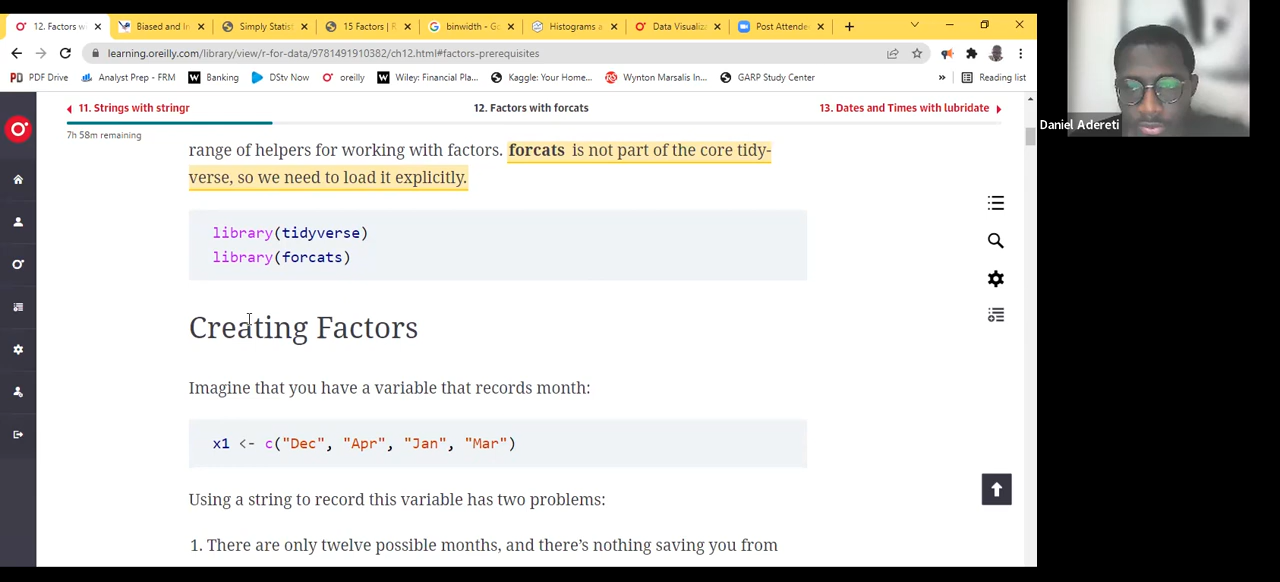 12. Factors w
Biased and In
Simply Statist
15 Factors | R
binwidth - Go
Histograms a
Data Visualiz
Post Attende
learning.oreilly.com/library/view/r-for-data/9781491910382/ch12.html#factors-prerequisites
PDF Drive
Analyst Prep - FRM
Banking
DStv Now
oreilly
Wiley: Financial Pla...
Kaggle: Your Home...
Wynton Marsalis In...
GARP Study Center
»
Reading list
11. Strings with stringr
12. Factors with forcats
13. Dates and Times with lubridate
7h 58m remaining
range of helpers for working with factors. forcats is not part of the core tidy-
verse, so we need to load it explicitly.
library(tidyverse)
library(forcats)
Creating Factors
Imagine that you have a variable that records month:
x1 <- c("Dec", "Apr", "Jan", "Mar")
Using a string to record this variable has two problems:
1. There are only twelve possible months, and there's nothing saving you from
Daniel Adereti